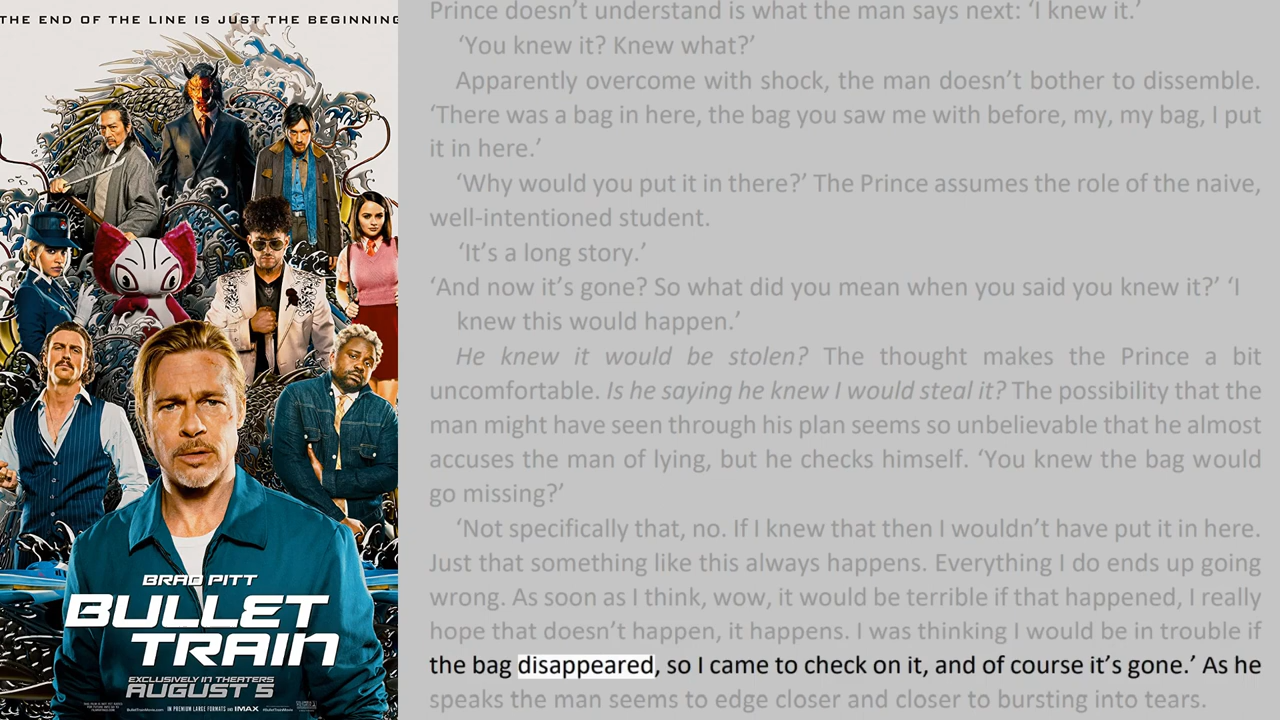 THE END OF THE LINE IS JUST THE BEGINNING
BRAD PITT
BULLET
TRAIN
EXCLUSIVELY IN THEATERS
AUGUST 5
IN PREMIUM LARGE FORMATS AND IMAX
Prince doesn’t understand is what the man says next: ‘I knew it.’
‘You knew it? Knew what?’
Apparently overcome with shock, the man doesn’t bother to dissemble.
‘There was a bag in here, the bag you saw me with before, my, my bag, I put
it in here.’
‘Why would you put it in there?’ The Prince assumes the role of the naive,
well-intentioned student.
‘It’s a long story.’
‘And now it’s gone? So what did you mean when you said you knew it?’ ‘I
knew this would happen.’
He knew it would be stolen? The thought makes the Prince a bit
uncomfortable. Is he saying he knew I would steal it? The possibility that the
man might have seen through his plan seems so unbelievable that he almost
accuses the man of lying, but he checks himself. ‘You knew the bag would
go missing?’
‘Not specifically that, no. If I knew that then I wouldn’t have put it in here.
Just that something like this always happens. Everything I do ends up going
wrong. As soon as I think, wow, it would be terrible if that happened, I really
hope that doesn’t happen, it happens. I was thinking I would be in trouble if
the bag disappeared, so I came to check on it, and of course it’s gone.’ As he
speaks the man seems on the edge of
bursting into tears.